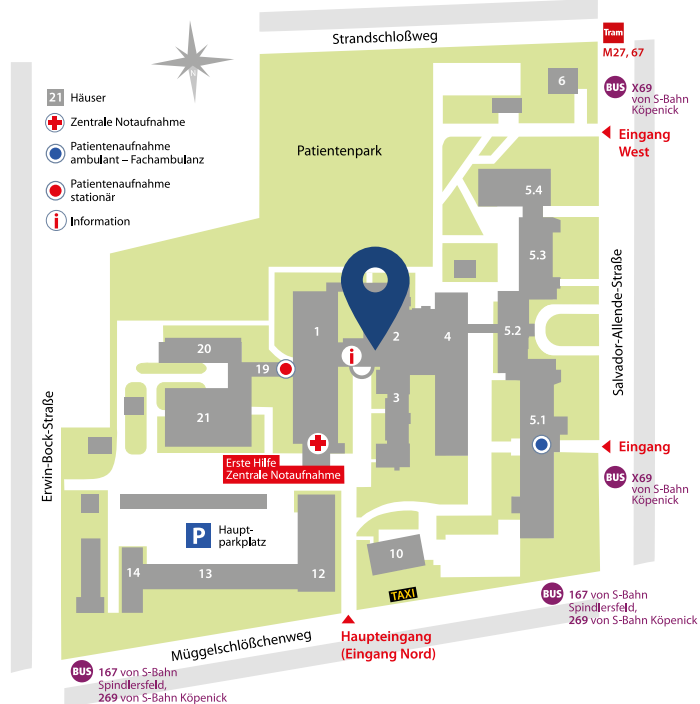 Strandschloßweg
Tram
M27, 67
6
BUS X69
von S-Bahn
Köpenick
N
21 Häuser
Zentrale Notaufnahme
Patientenaufnahme
ambulant – Fachambulanz
Patientenaufnahme
stationär
i Information
Patientenpark
Eingang
West
5.4
5.3
Salvador-Allende-Straße
1
2
4
5.2
i
20
19
3
21
5.1
Erwin-Bock-Straße
Eingang
Erste Hilfe
Zentrale Notaufnahme
BUS X69
von S-Bahn
Köpenick
P Haupt-
parkplatz
10
14
13
12
TAXI
BUS 167 von S-Bahn
Spindlersfeld,
269 von S-Bahn Köpenick
Müggelschlößchenweg
Haupteingang
(Eingang Nord)
BUS 167 von S-Bahn
Spindlersfeld,
269 von S-Bahn Köpenick